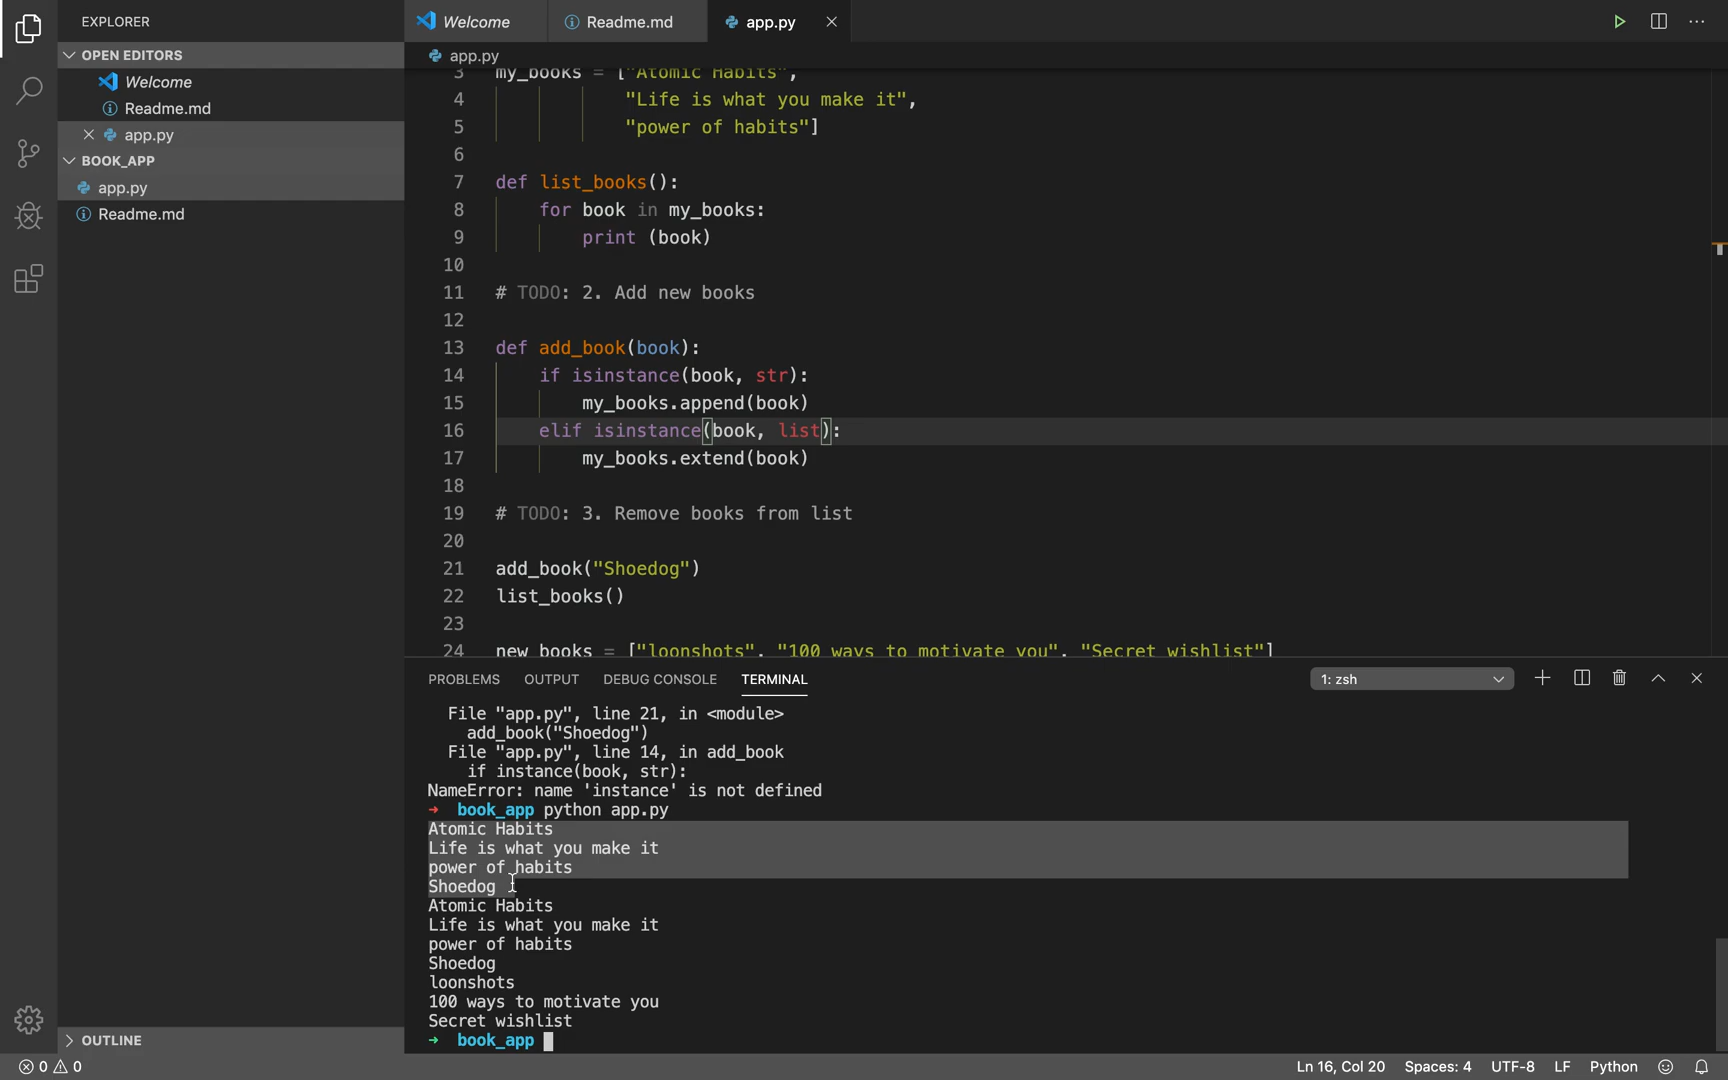 EXPLORER
OPEN EDITORS
Welcome
Readme.md
app.py
BOOK_APP
app.py
Readme.md
OUTLINE
Welcome
Readme.md
app.py
app.py
3 my_books = ["Atomic Habits",
4 "Life is what you make it",
5 "power of habits"]
6
7 def list_books():
8 for book in my_books:
9 print (book)
10
11 # TODO: 2. Add new books
12
13 def add_book(book):
14 if isinstance(book, str):
15 my_books.append(book)
16 elif isinstance(book, list):
17 my_books.extend(book)
18
19 # TODO: 3. Remove books from list
20
21 add_book("Shoedog")
22 list_books()
23
24 new_books = ["loonshots", "100 ways to motivate you", "Secret wishlist"]
PROBLEMS OUTPUT DEBUG CONSOLE TERMINAL 1: zsh
File "app.py", line 21, in <module>
add_book("Shoedog")
File "app.py", line 14, in add_book
if instance(book, str):
NameError: name 'instance' is not defined
→ book_app python app.py
Atomic Habits
Life is what you make it
power of habits
Shoedog
Atomic Habits
Life is what you make it
power of habits
Shoedog
loonshots
100 ways to motivate you
Secret wishlist
→ book_app
0 0 Ln 16, Col 20 Spaces: 4 UTF-8 LF Python